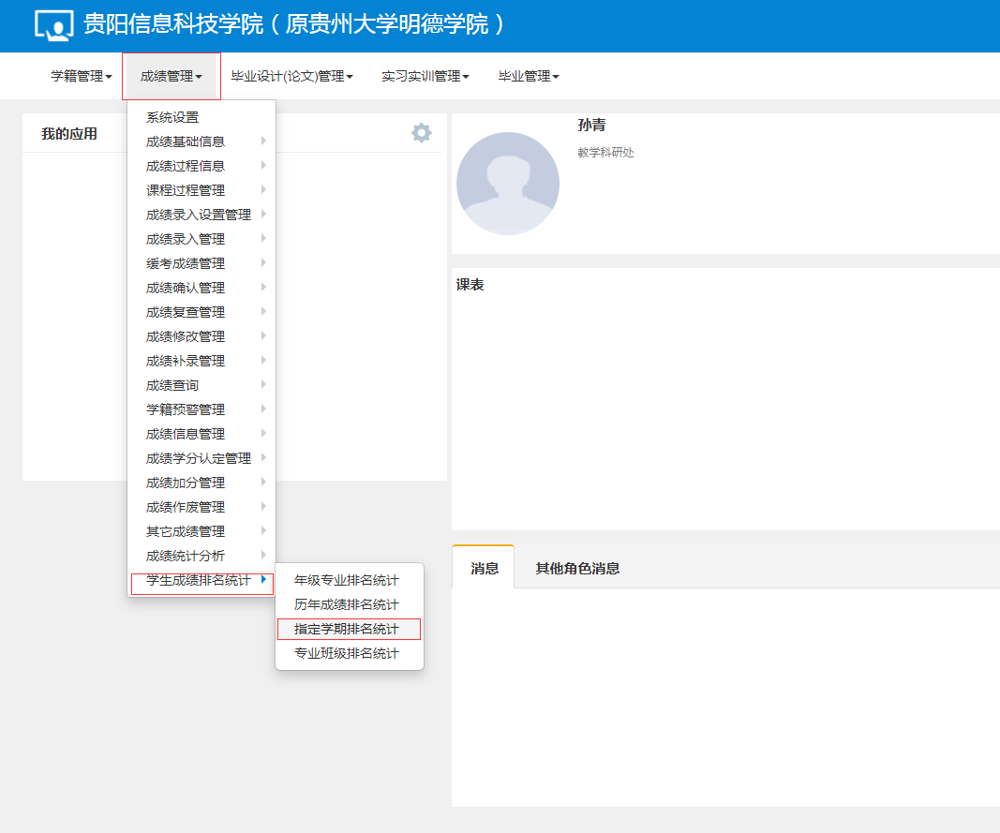 贵阳信息科技学院（原贵州大学明德学院）
学籍管理 成绩管理 毕业设计(论文)管理 实习实训管理 毕业管理
系统设置
成绩基础信息
成绩过程信息
课程过程管理
成绩录入设置管理
成绩录入管理
缓考成绩管理
成绩确认管理
成绩复查管理
成绩修改管理
成绩补录管理
成绩查询
学籍预警管理
成绩信息管理
成绩学分认定管理
成绩加分管理
成绩作废管理
其它成绩管理
成绩统计分析
学生成绩排名统计
年级专业排名统计
历年成绩排名统计
指定学期排名统计
专业班级排名统计
我的应用
孙青
教学科研处
课表
消息 其他角色消息